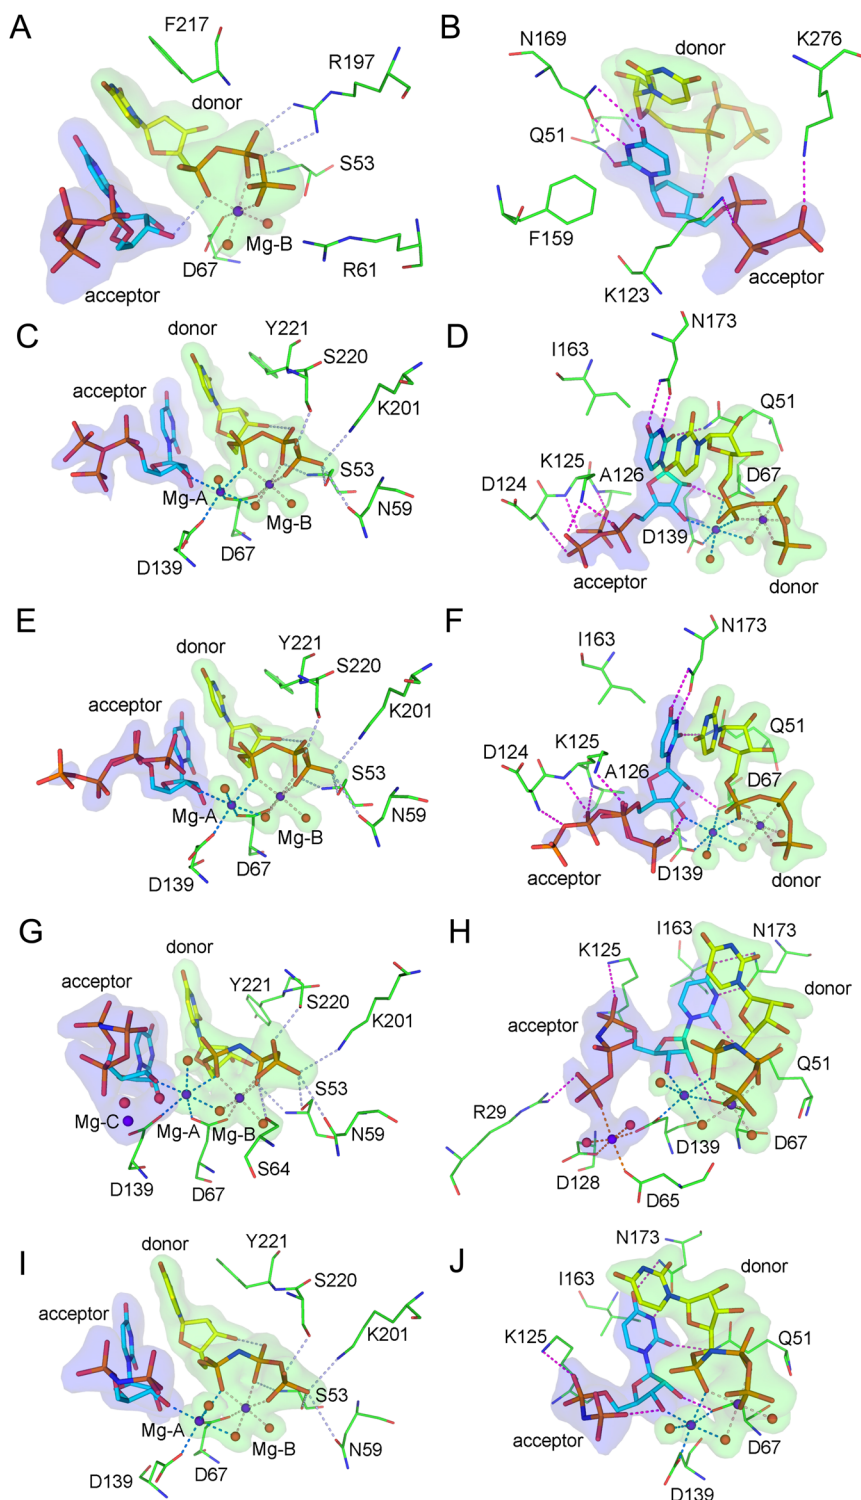 A
F217
donor
R197
S53
D67
Mg-B
R61
acceptor
B
N169
donor
K276
Q51
F159
K123
acceptor
C
donor
Y221
S220
acceptor
K201
S53
Mg-A
Mg-B
N59
D139
D67
D
N173
I163
Q51
K125
A126
D67
D124
D139
acceptor
donor
E
donor
Y221
S220
acceptor
K201
S53
Mg-A
Mg-B
N59
D139
D67
F
N173
I163
Q51
K125
D124
A126
D67
D139
acceptor
donor
G
donor
acceptor
Y221
S220
K201
S53
Mg-C
Mg-A
Mg-B
N59
S64
D139
D67
H
I163
N173
K125
donor
acceptor
Q51
R29
D139
D67
D128
D65
I
donor
Y221
S220
acceptor
K201
S53
Mg-A
Mg-B
N59
D139
D67
J
N173
donor
I163
K125
Q51
acceptor
D67
D139